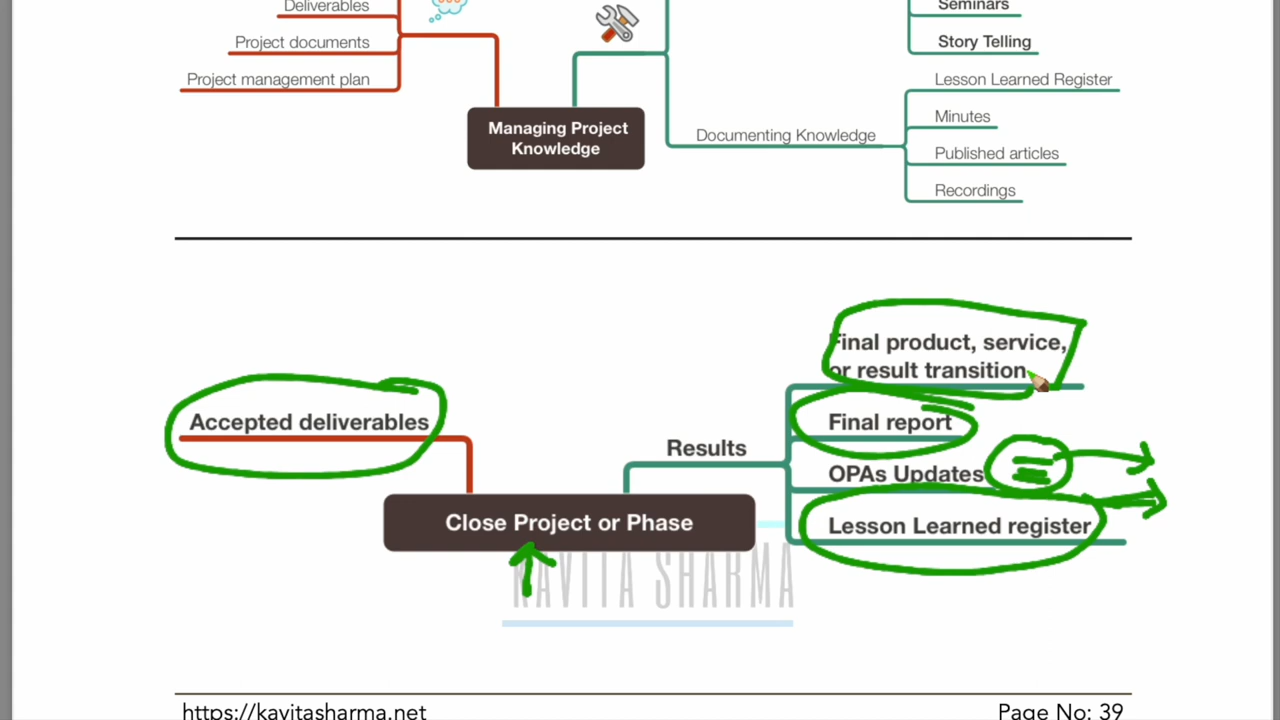 Deliverables
Project documents
Project management plan
Managing Project
Knowledge
Seminars
Story Telling
Documenting Knowledge
Lesson Learned Register
Minutes
Published articles
Recordings
Accepted deliverables
Close Project or Phase
Results
Final product, service,
or result transition
Final report
OPAs Updates
Lesson Learned register
KAVITA SHARMA
https://kavitasharma.net
Page No: 39